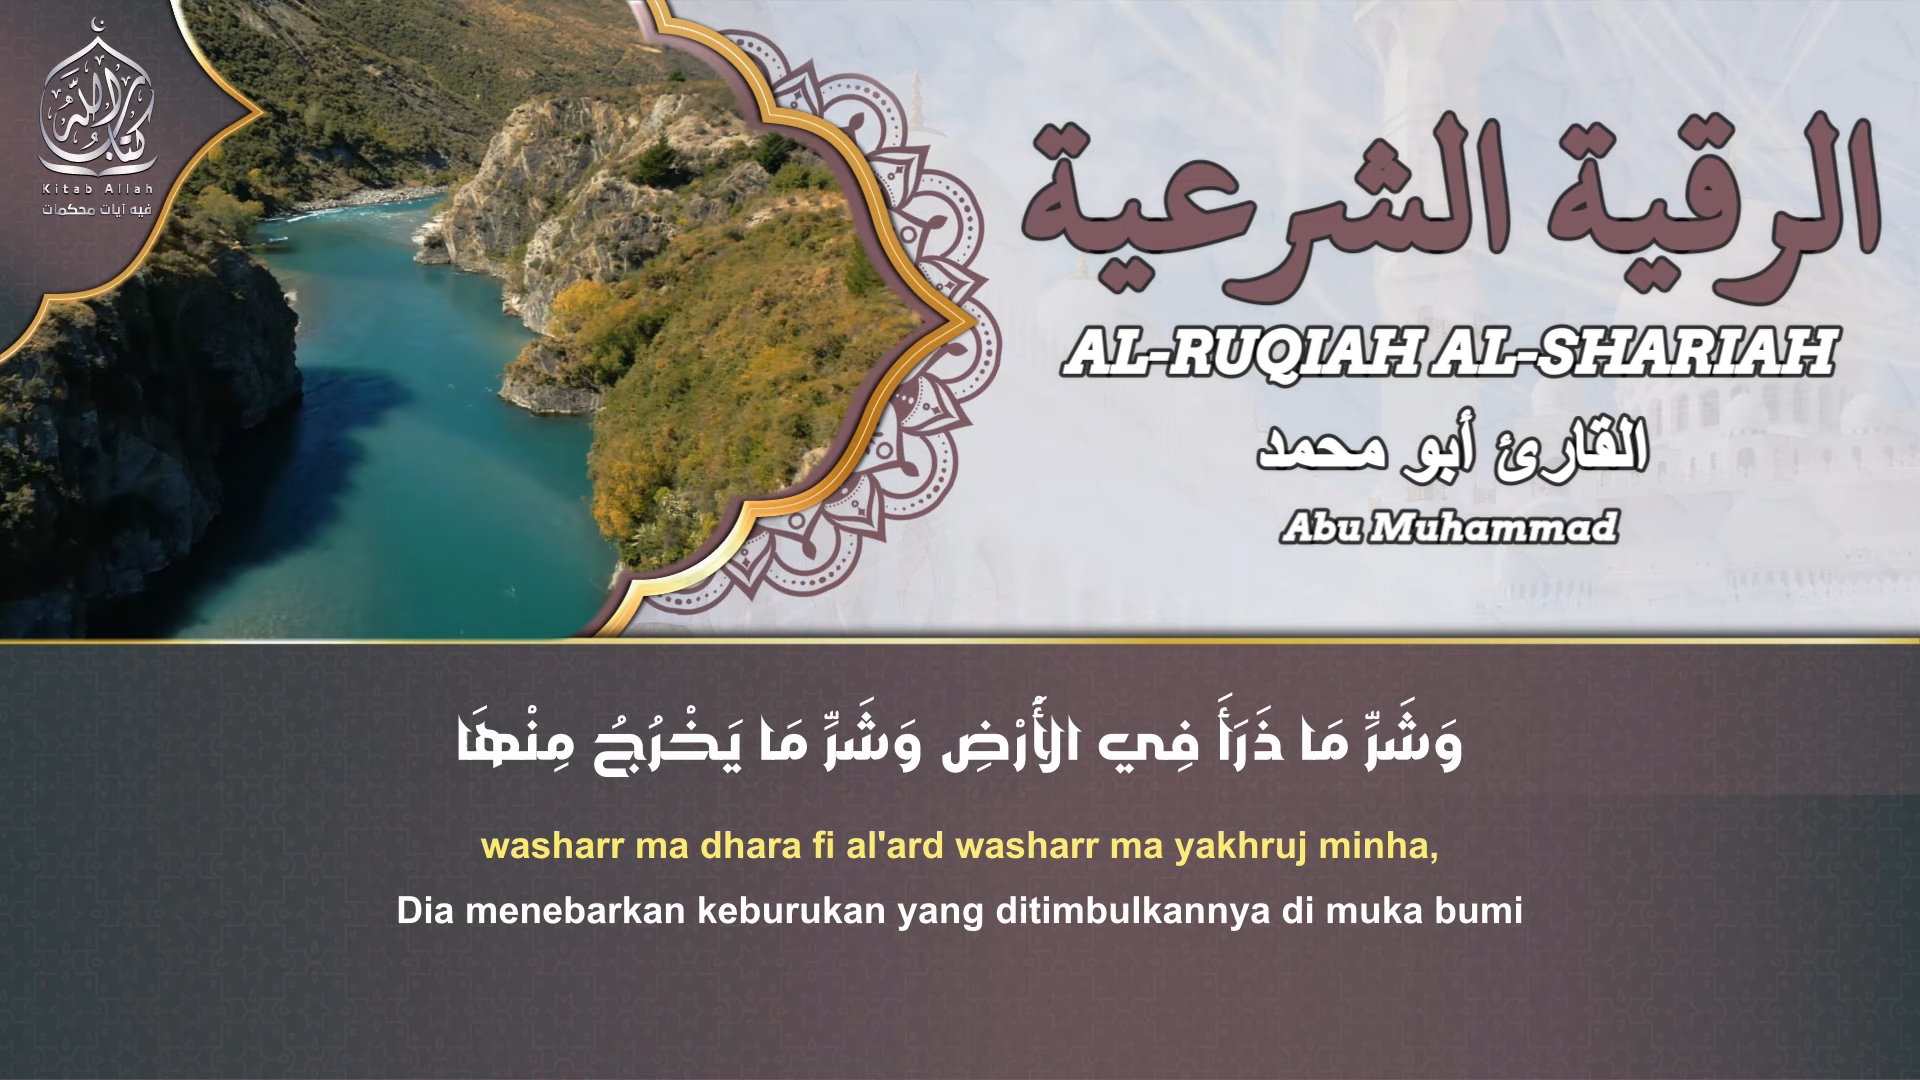 كتاب الله
Kitab Allah
فيه آيات محكمات
الرقية الشرعية
AL-RUQIAH AL-SHARIAH
القارئ أبو محمد
Abu Muhammad
وَشَرِّ مَا ذَرَأَ فِي الأَرْضِ وَشَرِّ مَا يَخْرُجُ مِنْهَا
washarr ma dhara fi al'ard washarr ma yakhruj minha,
Dia menebarkan keburukan yang ditimbulkannya di muka bumi